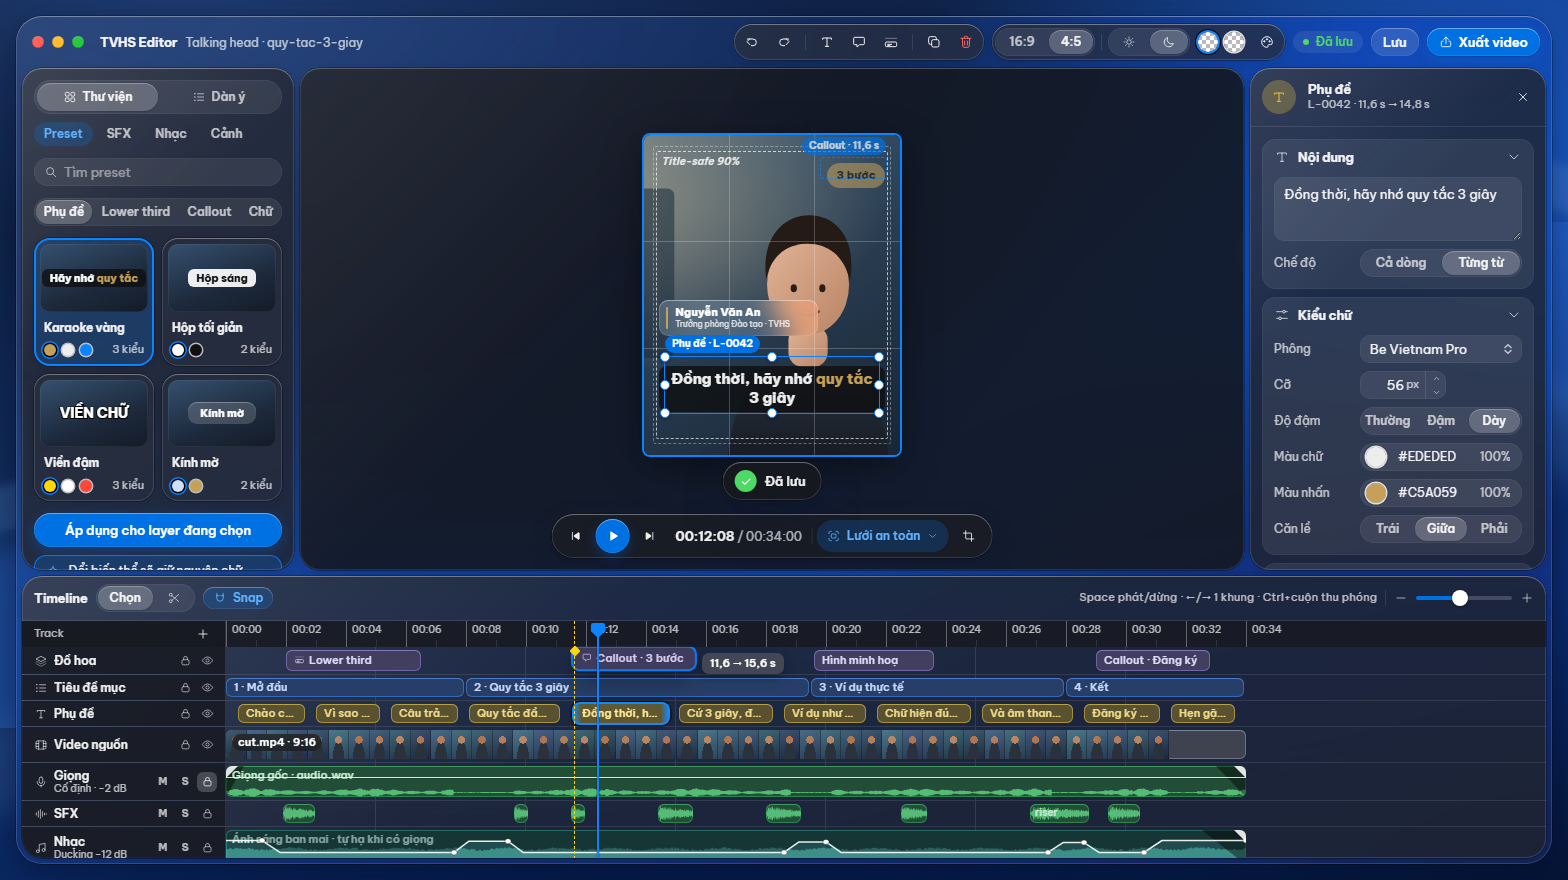 TVHS Editor Talking head · quy-tac-3-giay
16:9 4:5
Đã lưu
Lưu
Xuất video
Thư viện Dàn ý
Preset SFX Nhạc Cảnh
Tìm preset
Phụ đề Lower third Callout Chữ
Hãy nhớ quy tắc
Karaoke vàng
3 kiểu
Hộp sáng
Hộp tối giản
2 kiểu
VIỀN CHỮ
Viền đậm
3 kiểu
Kính mờ
Kính mờ
2 kiểu
Áp dụng cho layer đang chọn
Đổi biến thể sẽ giữ nguyên chữ
Callout · 11,6 s
Title-safe 90%
3 bước
Nguyễn Văn An
Trưởng phòng Đào tạo · TVHS
Phụ đề · L-0042
Đồng thời, hãy nhớ quy tắc
3 giây
Đã lưu
00:12:08 / 00:34:00
Lưới an toàn
Phụ đề
L-0042 · 11,6 s → 14,8 s
Nội dung
Đồng thời, hãy nhớ quy tắc 3 giây
Chế độ Cả dòng Từng từ
Kiểu chữ
Phông Be Vietnam Pro
Cỡ 56 px
Độ đậm Thường Đậm Dày
Màu chữ #EDEDED 100%
Màu nhấn #C5A059 100%
Căn lề Trái Giữa Phải
Timeline Chọn Snap
Space phát/dừng · ←/→ 1 khung · Ctrl+cuộn thu phóng
Track
00:00 00:02 00:04 00:06 00:08 00:10 :12 00:14 00:16 00:18 00:20 00:22 00:24 00:26 00:28 00:30 00:32 00:34
Đồ hoa Lower third Callout · 3 bước 11,6 → 15,6 s Hình minh hoạ Callout · Đăng ký
Tiêu đề mục 1 · Mở đầu 2 · Quy tắc 3 giây 3 · Ví dụ thực tế 4 · Kết
Phụ đề Chào c... Vì sao ... Câu trả... Quy tắc đầ... Đồng thời, h... Cứ 3 giây, đ... Ví dụ như ... Chữ hiện đú... Và âm than... Đăng ký ... Hẹn gặ...
Video nguồn cut.mp4 · 9:16
Giọng M S Giọng gốc · audio.wav
Cố định · -2 dB
SFX M S riser
Nhạc M S Ánh sáng ban mai · tự hạ khi có giọng
Ducking -12 dB